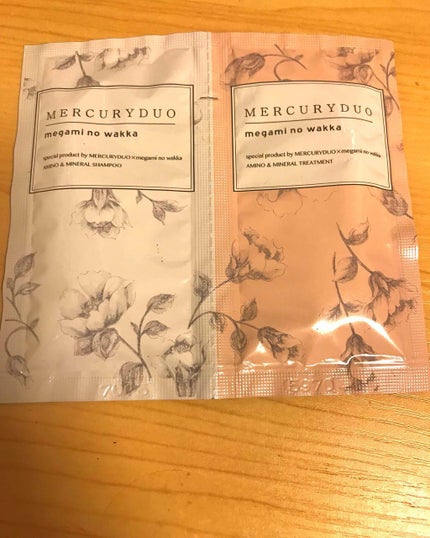 MERCURYDUO
megami no wakka
special product by MERCURYDUO×megami no wakka
AMINO & MINERAL SHAMPOO
MERCURYDUO
megami no wakka
special product by MERCURYDUO×megami no wakka
AMINO & MINERAL TREATMENT